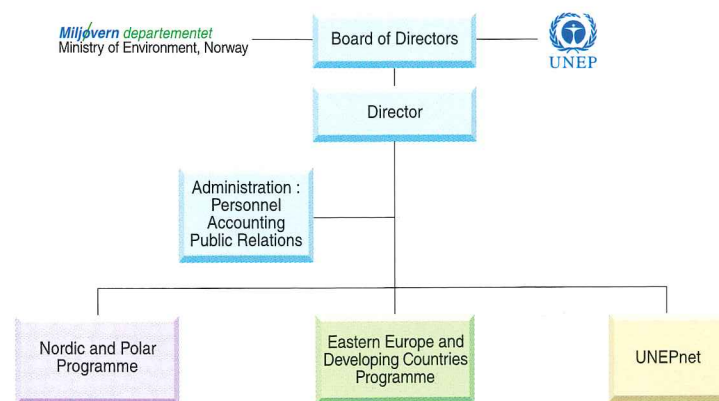 Miljøvern departementet
Ministry of Environment, Norway
Board of Directors
UNEP
Director
Administration :
Personnel
Accounting
Public Relations
Nordic and Polar
Programme
Eastern Europe and
Developing Countries
Programme
UNEPnet